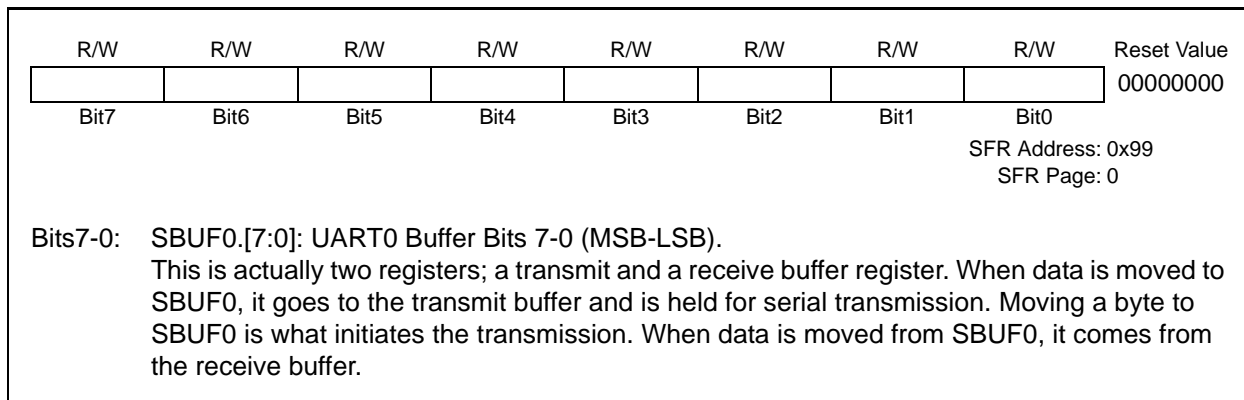 R/W R/W R/W R/W R/W R/W R/W R/W Reset Value
00000000
Bit7 Bit6 Bit5 Bit4 Bit3 Bit2 Bit1 Bit0
SFR Address: 0x99
SFR Page: 0
Bits7-0: SBUF0.[7:0]: UART0 Buffer Bits 7-0 (MSB-LSB).
This is actually two registers; a transmit and a receive buffer register. When data is moved to
SBUF0, it goes to the transmit buffer and is held for serial transmission. Moving a byte to
SBUF0 is what initiates the transmission. When data is moved from SBUF0, it comes from
the receive buffer.